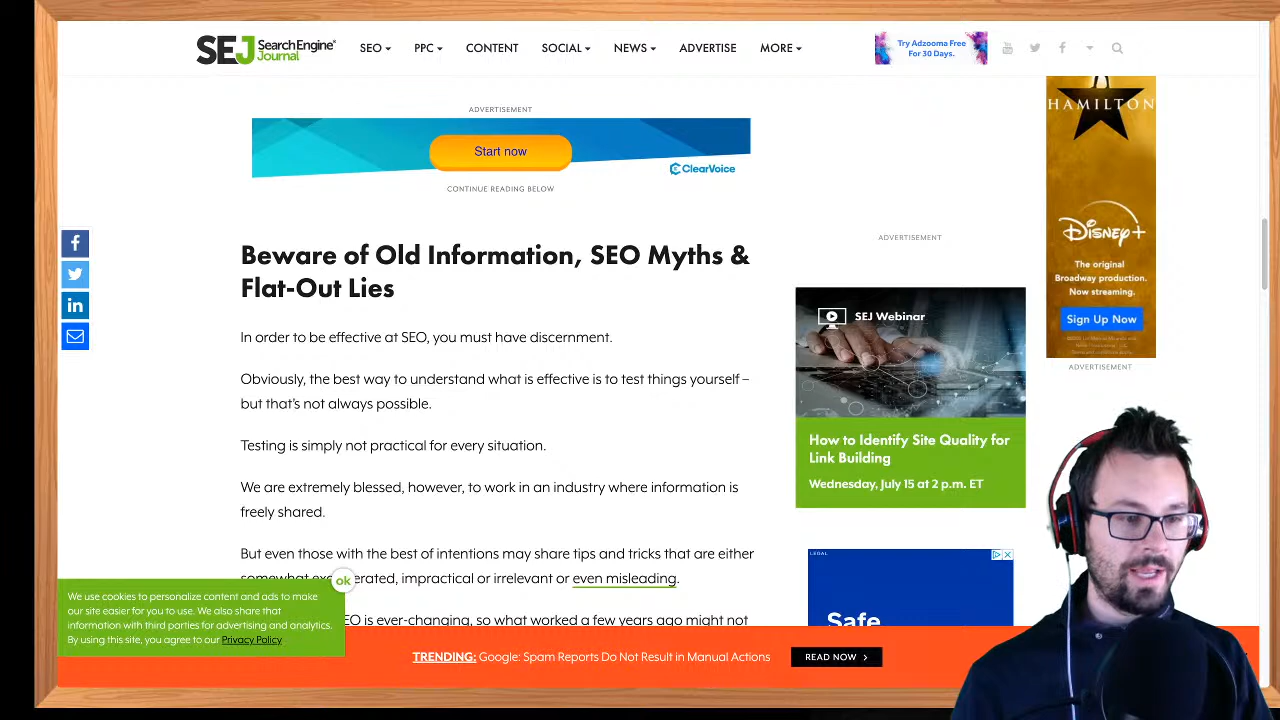 SEJ Search Engine Journal
SEO
PPC
CONTENT
SOCIAL
NEWS
ADVERTISE
MORE
Try Adzooma Free
For 30 Days.
ADVERTISEMENT
Start now
ClearVoice
CONTINUE READING BELOW
Beware of Old Information, SEO Myths &
Flat-Out Lies
In order to be effective at SEO, you must have discernment.
Obviously, the best way to understand what is effective is to test things yourself –
but that's not always possible.
Testing is simply not practical for every situation.
We are extremely blessed, however, to work in an industry where information is
freely shared.
But even those with the best of intentions may share tips and tricks that are either
somewhat exaggerated, impractical or irrelevant or even misleading.
EO is ever-changing, so what worked a few years ago might not
ok
We use cookies to personalize content and ads to make
our site easier for you to use. We also share that
information with third parties for advertising and analytics.
By using this site, you agree to our Privacy Policy
TRENDING: Google: Spam Reports Do Not Result in Manual Actions
READ NOW
ADVERTISEMENT
SEJ Webinar
How to Identify Site Quality for
Link Building
Wednesday, July 15 at 2 p.m. ET
LEGAL
Safe
HAMILTON
Disney+
The original
Broadway production.
Now streaming.
Sign Up Now
ADVERTISEMENT